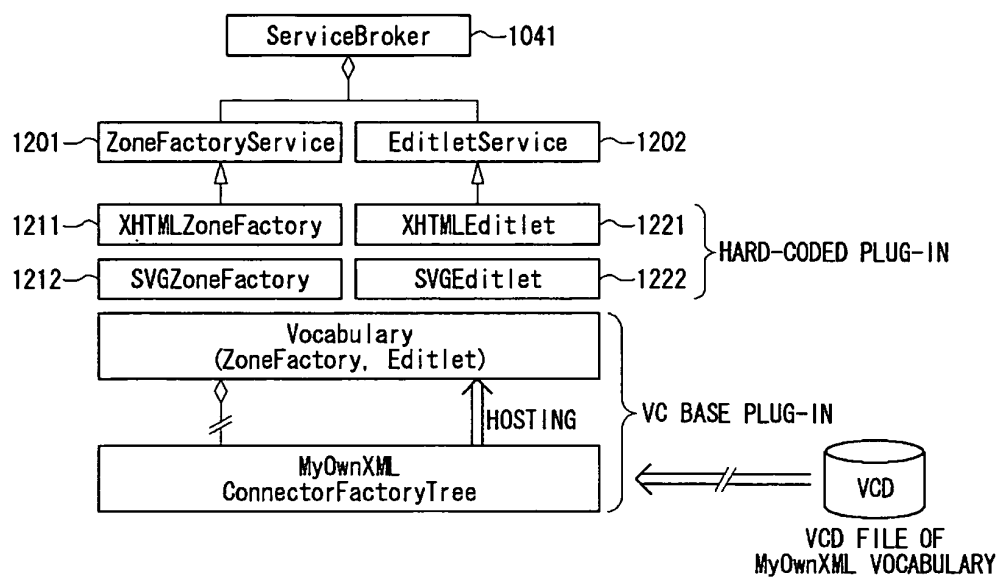 ServiceBroker 1041
1201 ZoneFactoryService EditletService 1202
1211 XHTMLZoneFactory XHTMLEditlet 1221
HARD-CODED PLUG-IN
1212 SVGZoneFactory SVGEditlet 1222
Vocabulary
(ZoneFactory, Editlet)
HOSTING
VC BASE PLUG-IN
MyOwnXML
ConnectorFactoryTree
VCD
VCD FILE OF
MyOwnXML VOCABULARY